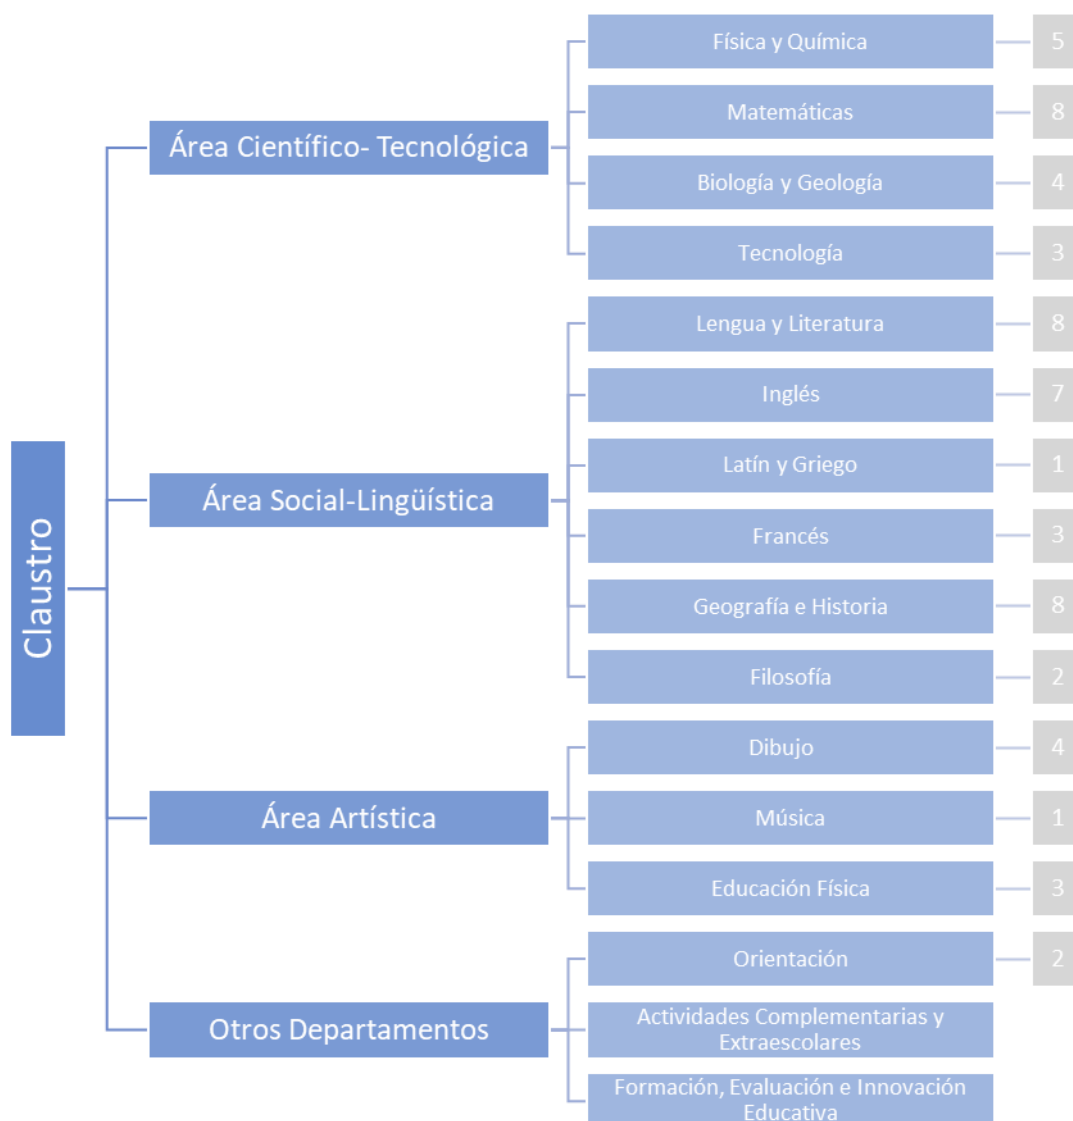 Claustro
Área Científico- Tecnológica
Física y Química
5
Matemáticas
8
Biología y Geología
4
Tecnología
3
Área Social-Lingüística
Lengua y Literatura
8
Inglés
7
Latín y Griego
1
Francés
3
Geografía e Historia
8
Filosofía
2
Área Artística
Dibujo
4
Música
1
Educación Física
3
Otros Departamentos
Orientación
2
Actividades Complementarias y
Extraescolares
Formación, Evaluación e Innovación
Educativa